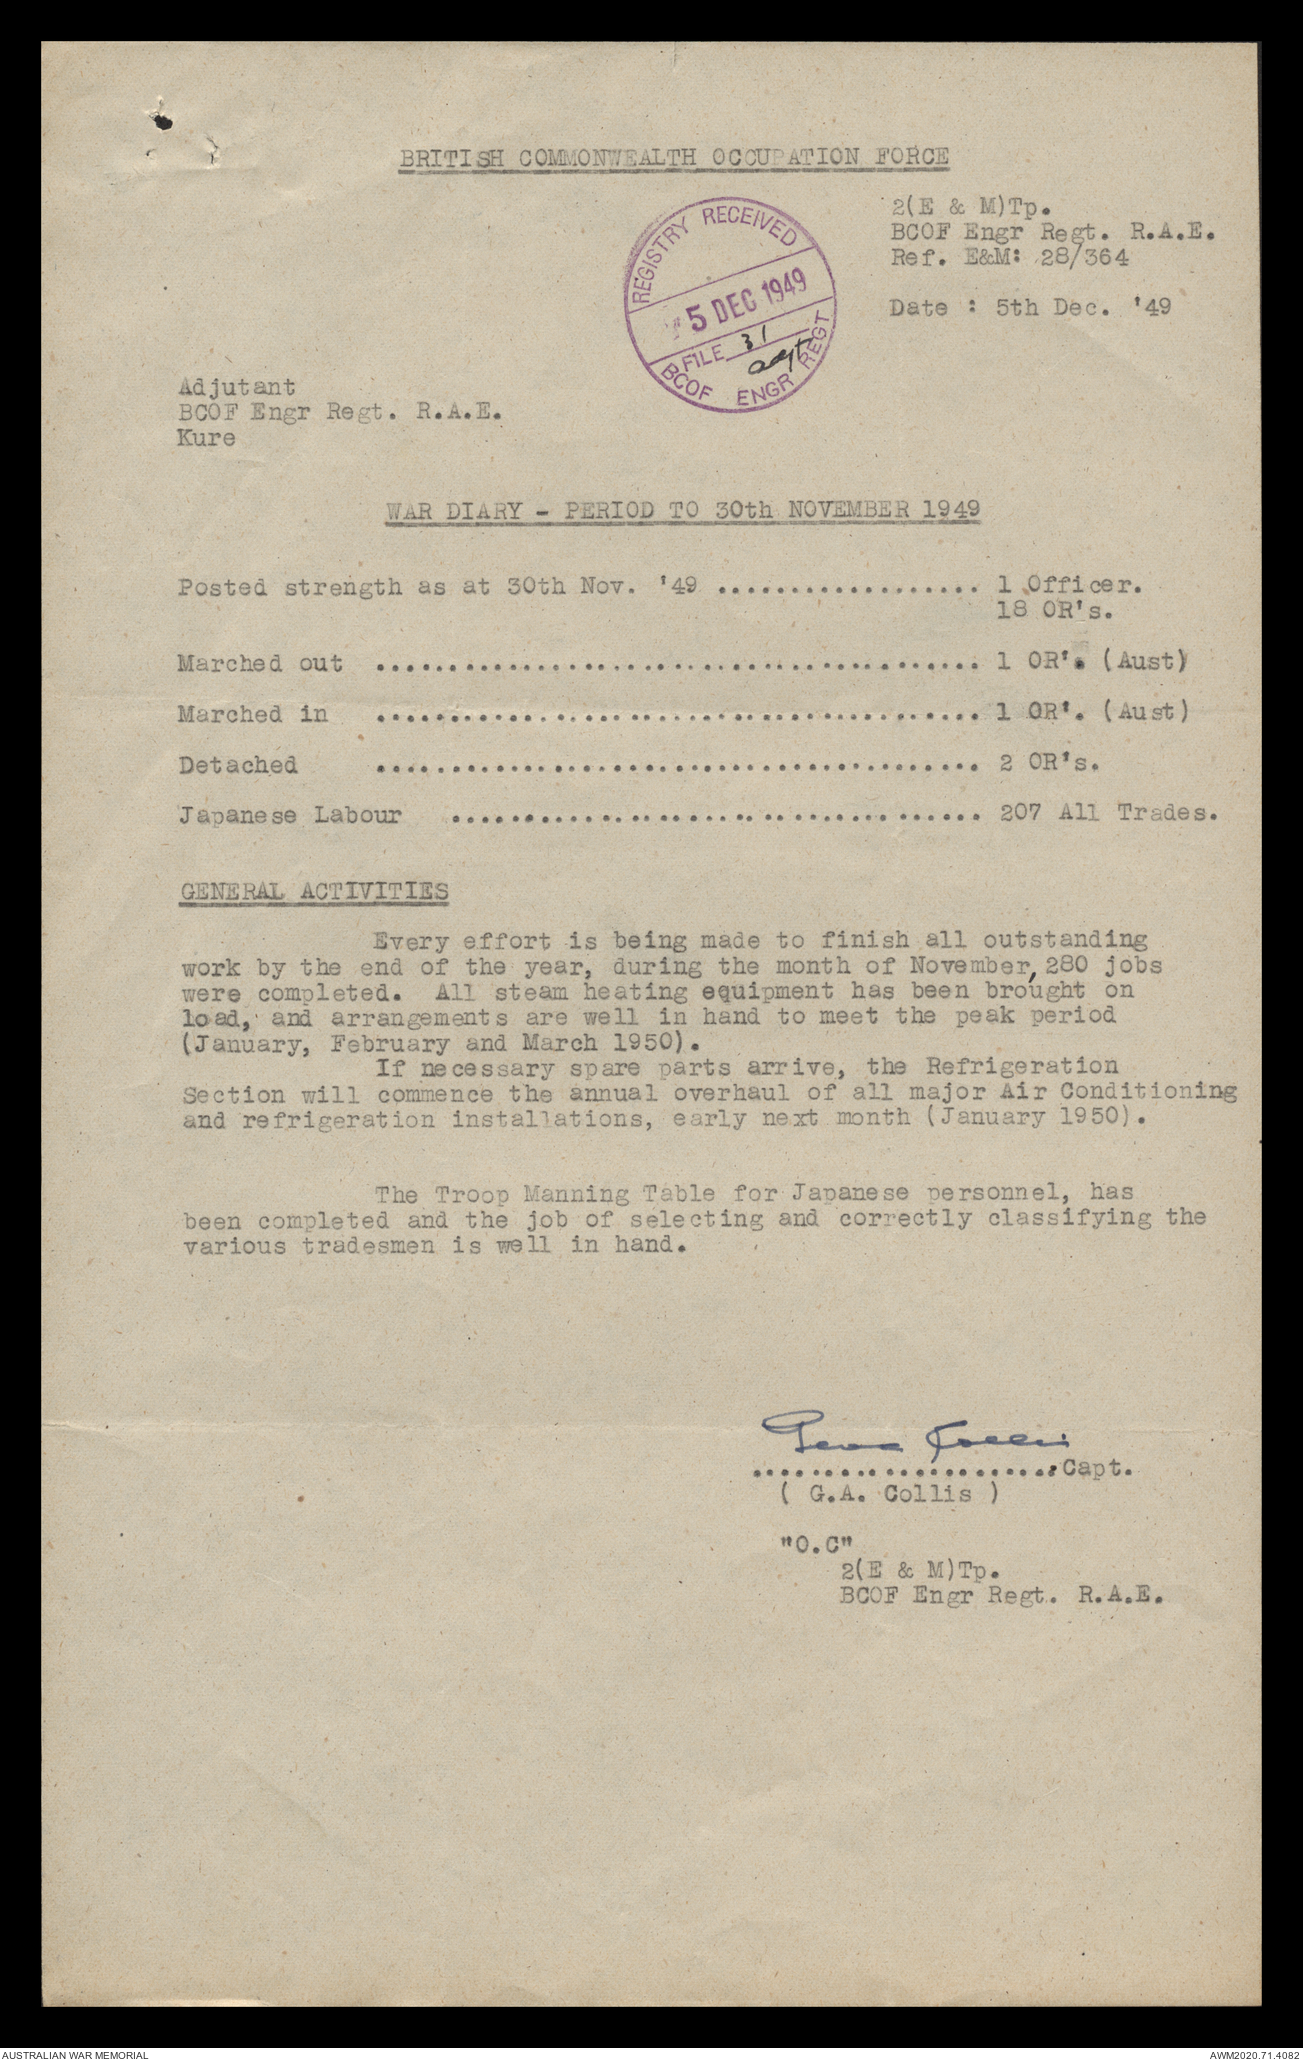 BRITISH COMMONWEALTH OCCUPATION FORCE
2(E & M)Tp.
BCOF Engr Regt. R.A.E.
Ref. E&M: 28/364
Date : 5th Dec. '49
REGISTRY RECEIVED
5 DEC 1949
FILE 31
BCOF ENGR REGT
Adjutant
BCOF Engr Regt. R.A.E.
Kure
WAR DIARY - PERIOD TO 30th NOVEMBER 1949
Posted strength as at 30th Nov. '49 .................. 1 Officer.
18 OR's.
Marched out ......................................... 1 OR'. (Aust)
Marched in ......................................... 1 OR'. (Aust)
Detached ......................................... 2 OR's.
Japanese Labour .................................... 207 All Trades.
GENERAL ACTIVITIES
Every effort is being made to finish all outstanding
work by the end of the year, during the month of November, 280 jobs
were completed. All steam heating equipment has been brought on
load, and arrangements are well in hand to meet the peak period
(January, February and March 1950).
If necessary spare parts arrive, the Refrigeration
Section will commence the annual overhaul of all major Air Conditioning
and refrigeration installations, early next month (January 1950).
The Troop Manning Table for Japanese personnel, has
been completed and the job of selecting and correctly classifying the
various tradesmen is well in hand.
.....................Capt.
( G.A. Collis )
"O.C"
2(E & M)Tp.
BCOF Engr Regt. R.A.E.
AUSTRALIAN WAR MEMORIAL
AWM2020.71.4082